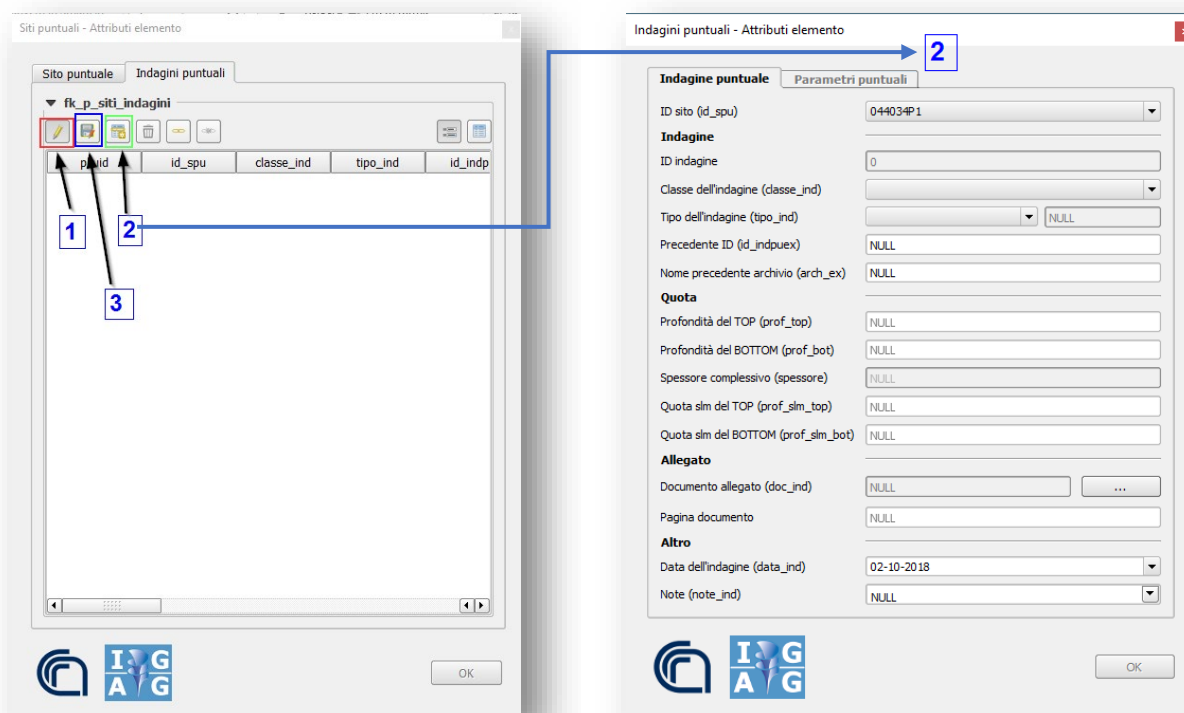 Siti puntuali - Attributi elemento
Sito puntuale
Indagini puntuali
fk_p_siti_indagini
id_spu
classe_ind
tipo_ind
id_indp
1
2
3
Indagini puntuali - Attributi elemento
2
Indagine puntuale
Parametri puntuali
ID sito (id_spu)
044034P1
Indagine
ID indagine
0
Classe dell'indagine (classe_ind)
Tipo dell'indagine (tipo_ind)
NULL
Precedente ID (id_indpuex)
NULL
Nome precedente archivio (arch_ex)
NULL
Quota
Profondità del TOP (prof_top)
NULL
Profondità del BOTTOM (prof_bot)
NULL
Spessore complessivo (spessore)
NULL
Quota slm del TOP (prof_slm_top)
NULL
Quota slm del BOTTOM (prof_slm_bot)
NULL
Allegato
Documento allegato (doc_ind)
NULL
...
Pagina documento
NULL
Altro
Data dell'indagine (data_ind)
02-10-2018
Note (note_ind)
NULL
I G
A G
OK
I G
A G
OK